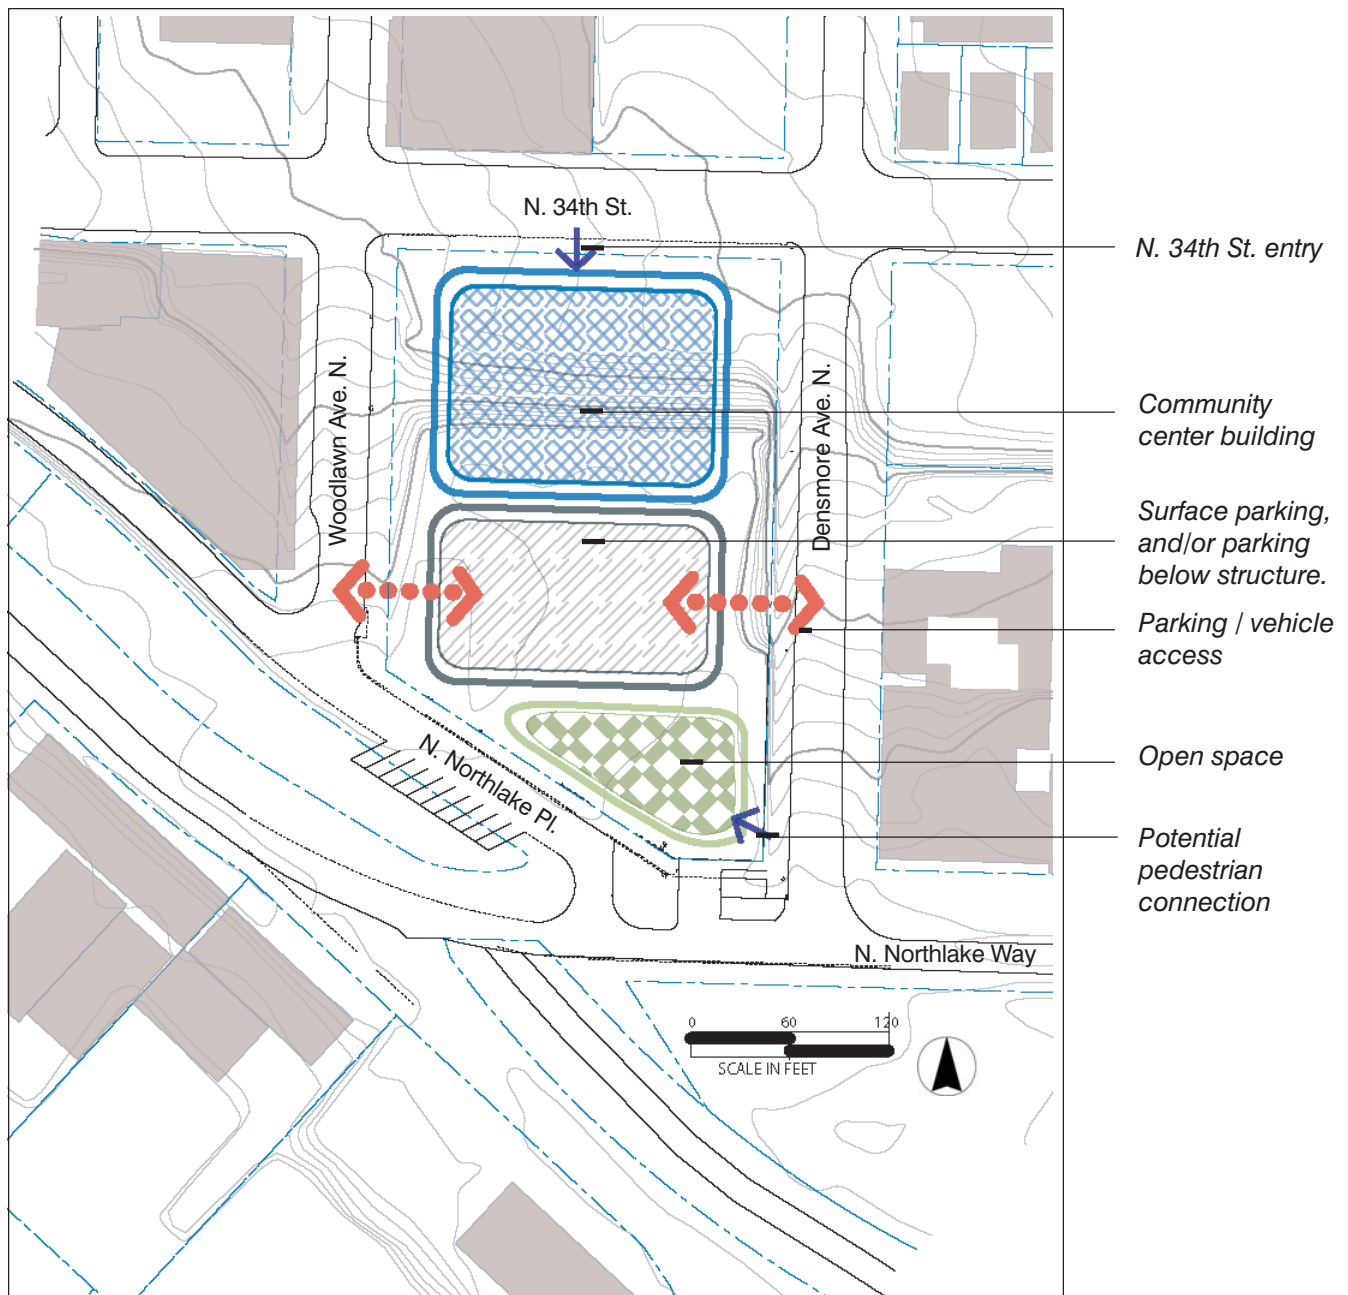 N. 34th St.
N. 34th St. entry
Woodlawn Ave. N.
Densmore Ave. N.
Community
center building
Surface parking,
and/or parking
below structure.
Parking / vehicle
access
N. Northlake Pl.
Open space
Potential
pedestrian
connection
N. Northlake Way
0 60 120
SCALE IN FEET